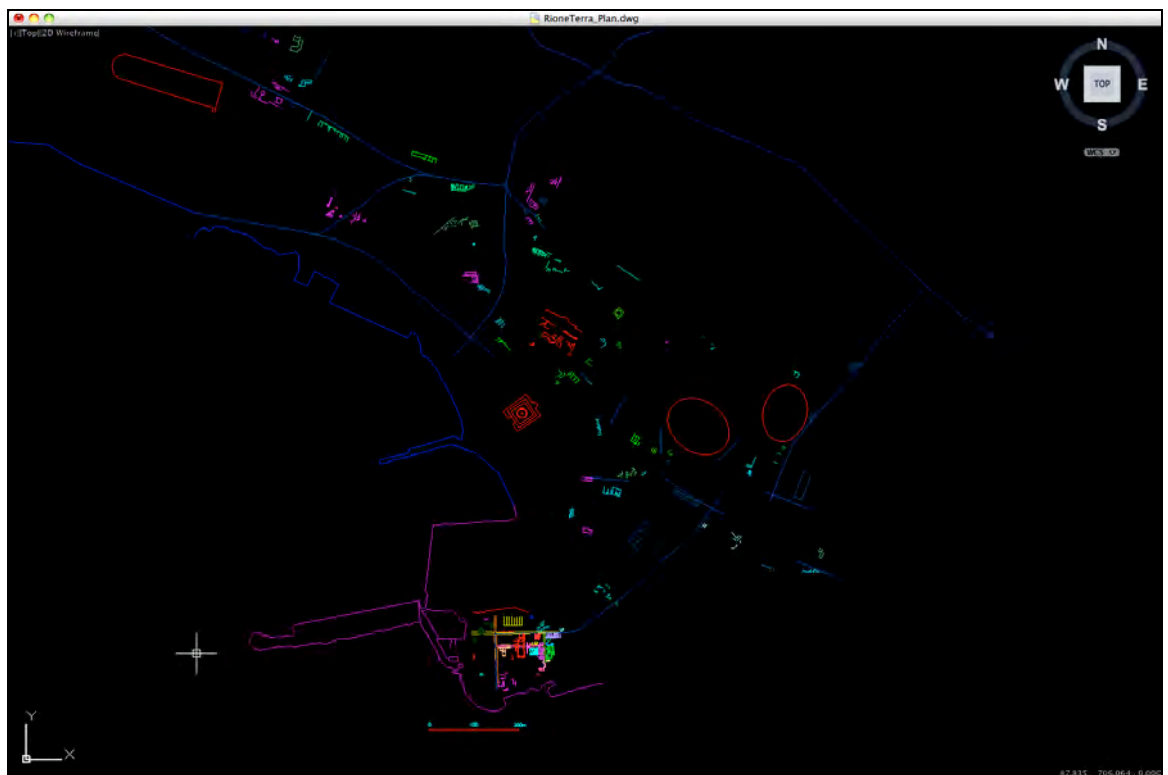 RioneTerra_Plan.dwg
[-][Top][2D Wireframe]
N
W
TOP
E
S
WCS
Y
X